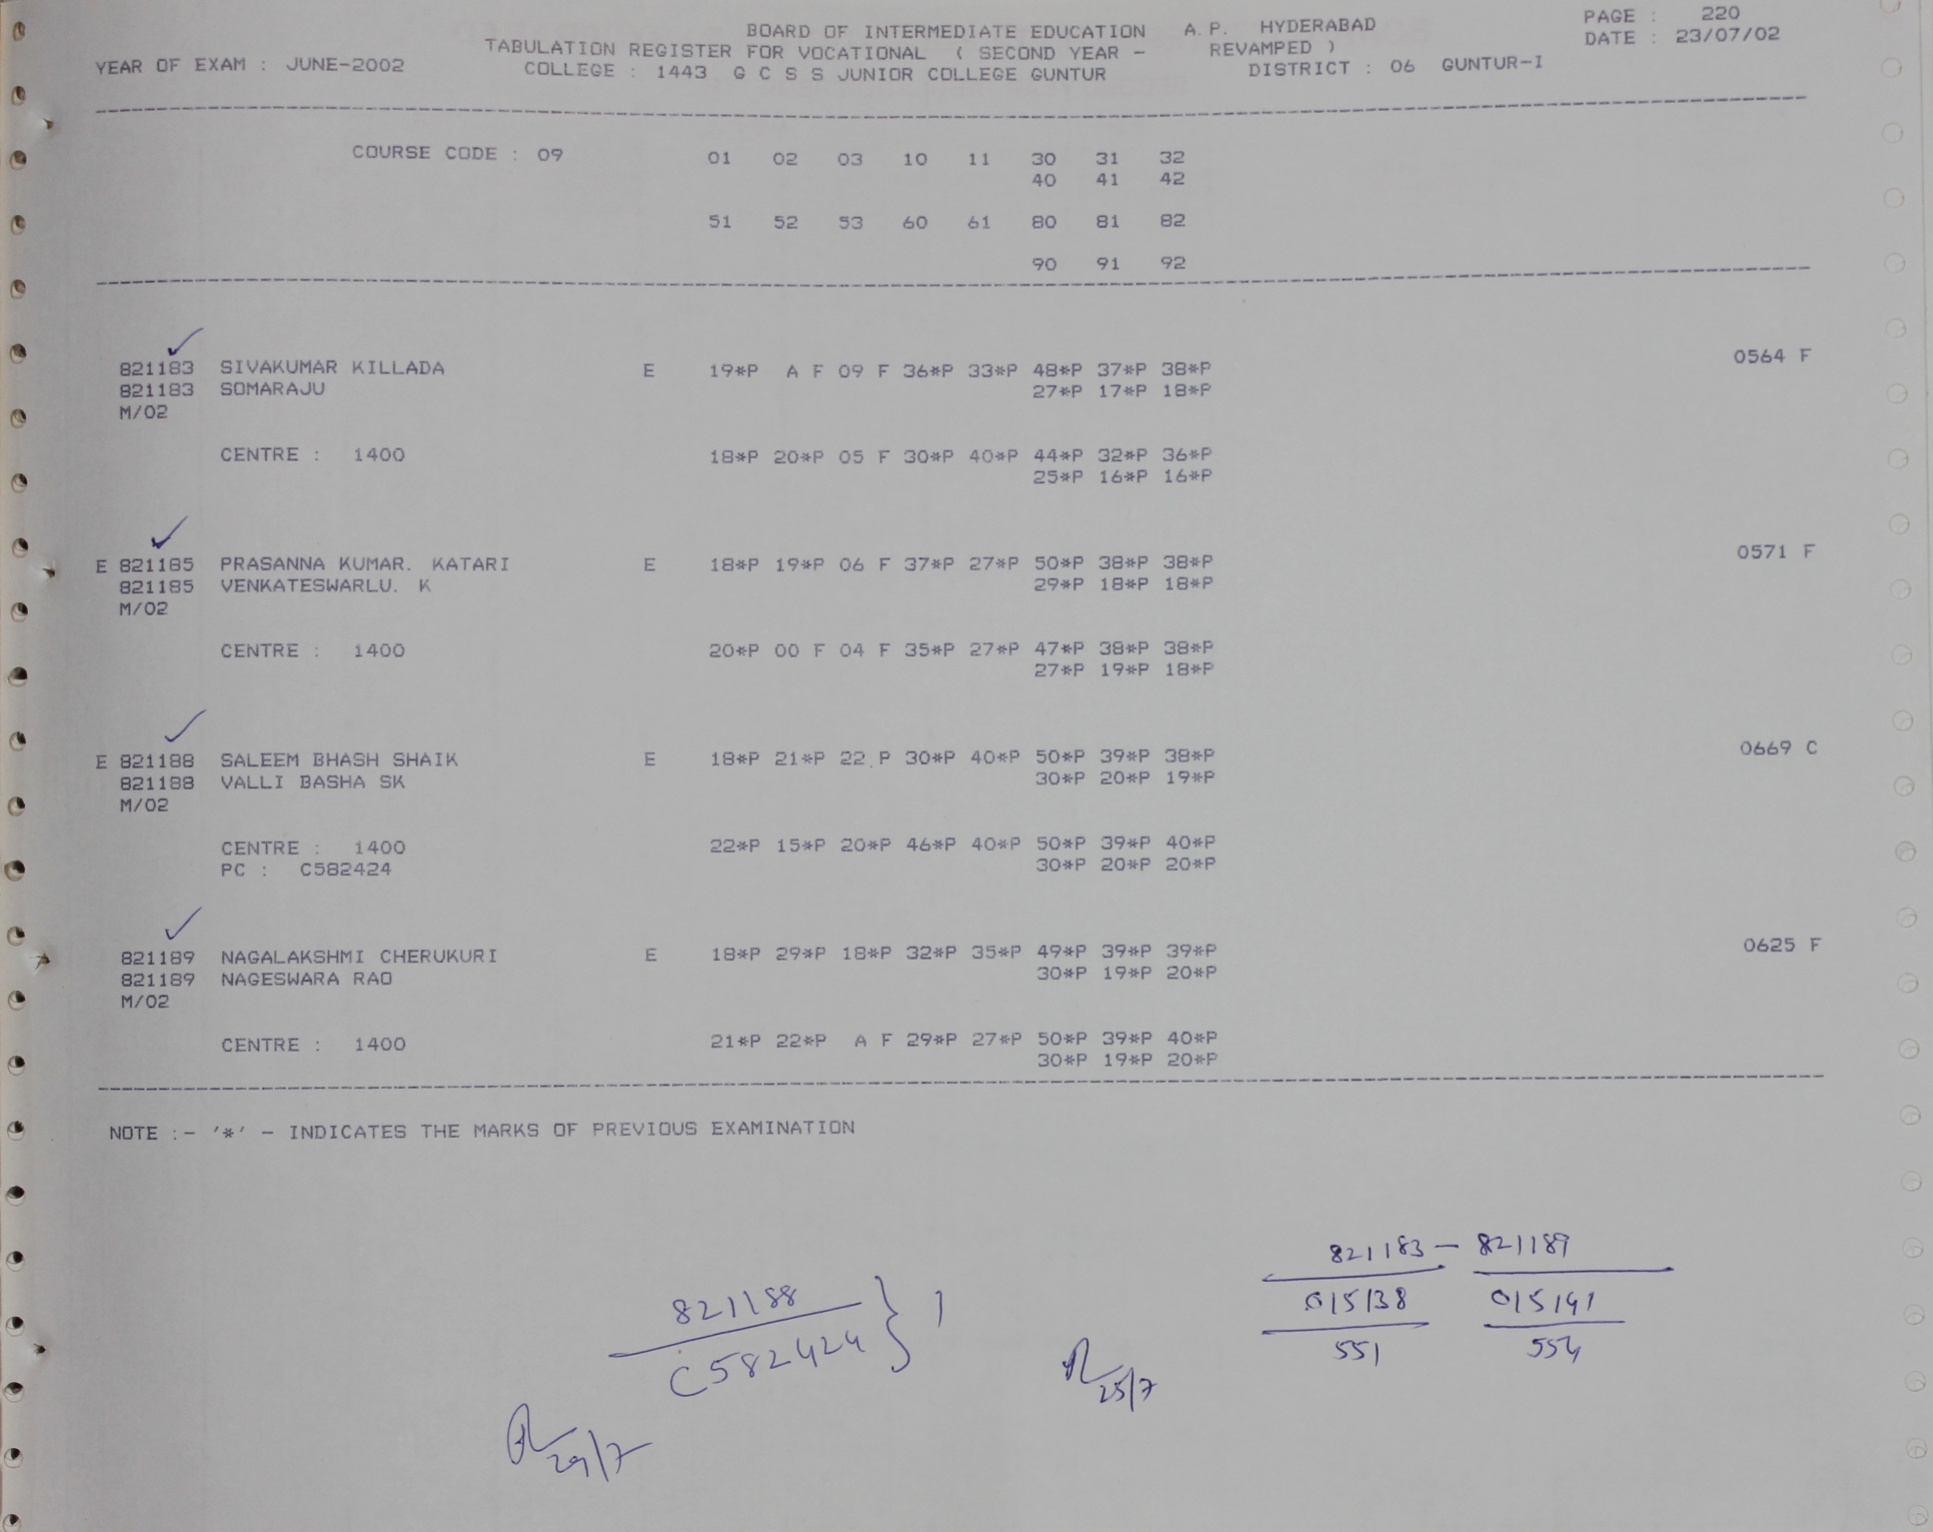 BOARD OF INTERMEDIATE EDUCATION A.P. HYDERABAD PAGE : 220
TABULATION REGISTER FOR VOCATIONAL ( SECOND YEAR - REVAMPED ) DATE : 23/07/02
YEAR OF EXAM : JUNE-2002 COLLEGE : 1443 G C S S JUNIOR COLLEGE GUNTUR DISTRICT : 06 GUNTUR-I
COURSE CODE : 09 01 02 03 10 11 30 31 32
40 41 42
51 52 53 60 61 80 81 82
90 91 92
821183 SIVAKUMAR KILLADA E 19*P A F 09 F 36*P 33*P 48*P 37*P 38*P 0564 F
821183 SOMARAJU 27*P 17*P 18*P
M/02
CENTRE : 1400 18*P 20*P 05 F 30*P 40*P 44*P 32*P 36*P
25*P 16*P 16*P
E 821185 PRASANNA KUMAR. KATARI E 18*P 19*P 06 F 37*P 27*P 50*P 38*P 38*P 0571 F
821185 VENKATESWARLU. K 29*P 18*P 18*P
M/02
CENTRE : 1400 20*P 00 F 04 F 35*P 27*P 47*P 38*P 38*P
27*P 19*P 18*P
E 821188 SALEEM BHASH SHAIK E 18*P 21*P 22 P 30*P 40*P 50*P 39*P 38*P 0669 C
821188 VALLI BASHA SK 30*P 20*P 19*P
M/02
CENTRE : 1400 22*P 15*P 20*P 46*P 40*P 50*P 39*P 40*P
PC : C582424 30*P 20*P 20*P
821189 NAGALAKSHMI CHERUKURI E 18*P 29*P 18*P 32*P 35*P 49*P 39*P 39*P 0625 F
821189 NAGESWARA RAO 30*P 19*P 20*P
M/02
CENTRE : 1400 21*P 22*P A F 29*P 27*P 50*P 39*P 40*P
30*P 19*P 20*P
NOTE :- '*' - INDICATES THE MARKS OF PREVIOUS EXAMINATION
821183 - 821189
015138 015141
551 554
821188 } 1
C582424
25/7
29/7